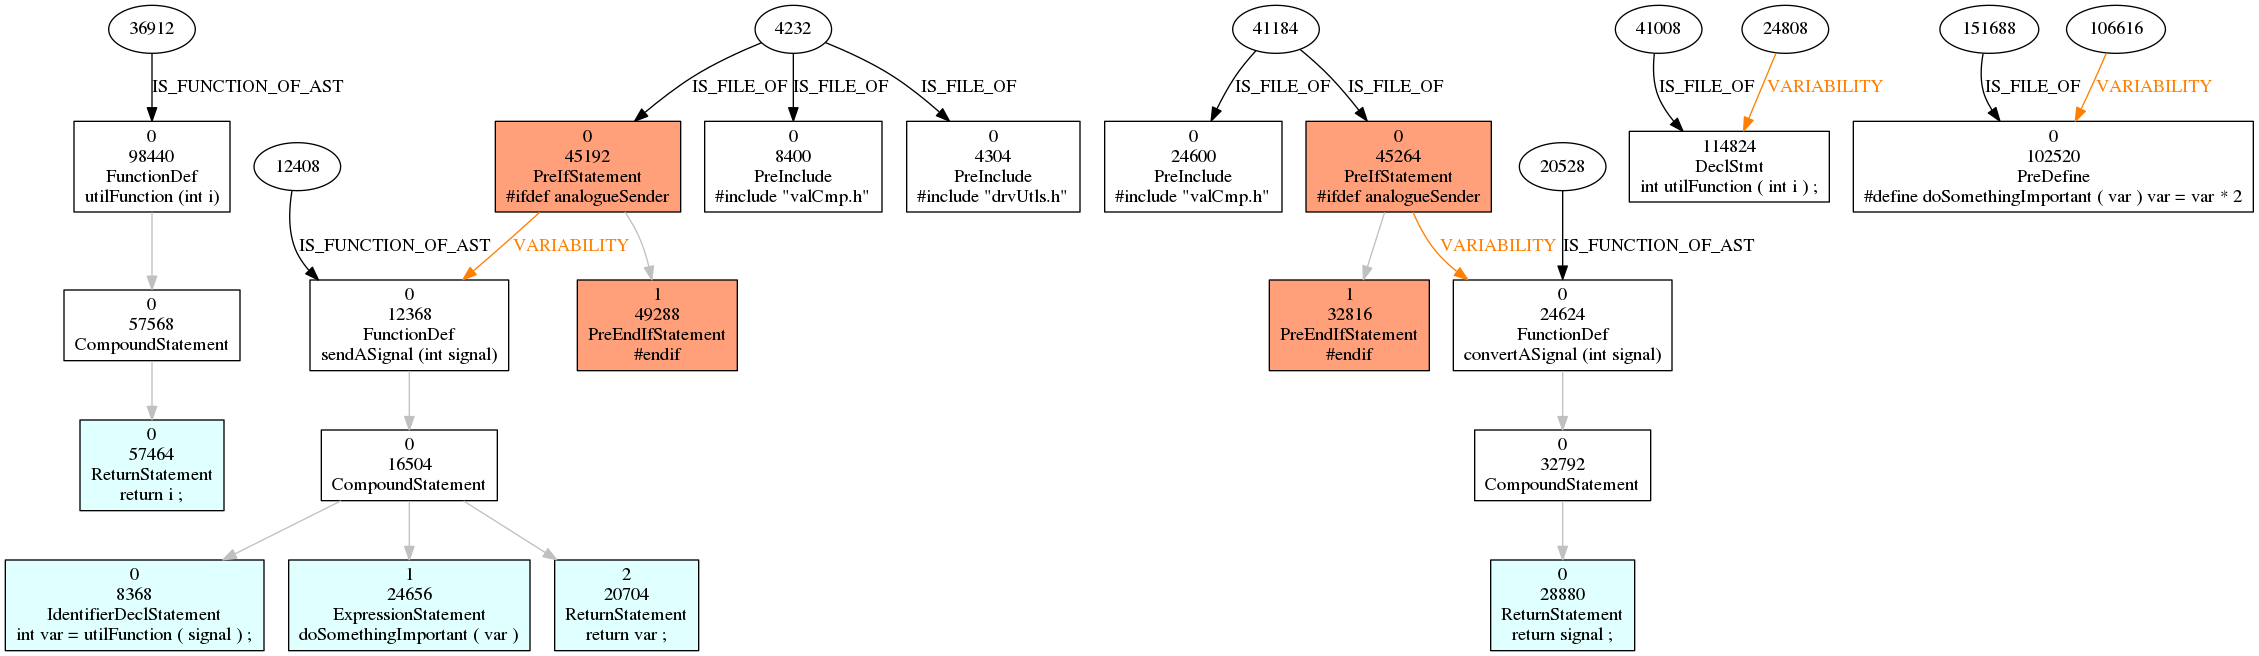 36912
4232
41184
41008
24808
151688
106616
IS_FUNCTION_OF_AST
IS_FILE_OF
IS_FILE_OF
IS_FILE_OF
IS_FILE_OF
IS_FILE_OF
IS_FILE_OF
VARIABILITY
IS_FILE_OF
VARIABILITY
0
98440
FunctionDef
utilFunction (int i)
12408
0
45192
PreIfStatement
#ifdef analogueSender
0
8400
PreInclude
#include "valCmp.h"
0
4304
PreInclude
#include "drvUtls.h"
0
24600
PreInclude
#include "valCmp.h"
0
45264
PreIfStatement
#ifdef analogueSender
20528
114824
DeclStmt
int utilFunction ( int i ) ;
0
102520
PreDefine
#define doSomethingImportant ( var ) var = var * 2
IS_FUNCTION_OF_AST
VARIABILITY
VARIABILITY
IS_FUNCTION_OF_AST
0
57568
CompoundStatement
0
12368
FunctionDef
sendASignal (int signal)
1
49288
PreEndIfStatement
#endif
1
32816
PreEndIfStatement
#endif
0
24624
FunctionDef
convertASignal (int signal)
0
57464
ReturnStatement
return i ;
0
16504
CompoundStatement
0
32792
CompoundStatement
0
8368
IdentifierDeclStatement
int var = utilFunction ( signal ) ;
1
24656
ExpressionStatement
doSomethingImportant ( var )
2
20704
ReturnStatement
return var ;
0
28880
ReturnStatement
return signal ;